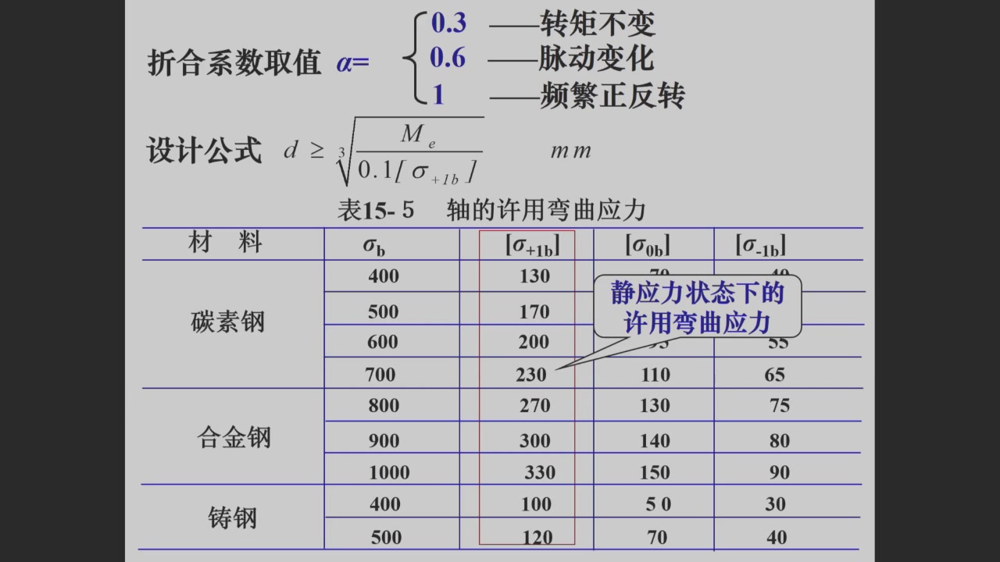 折合系数取值 α=
0.3 ——转矩不变
0.6 ——脉动变化
1 ——频繁正反转
设计公式 d ≥ ∛(Me / 0.1[σ+1b]) mm
表15-５ 轴的许用弯曲应力
材 料 σb [σ+1b] [σ0b] [σ-1b]
碳素钢
400 130 70 40
500 170
600 200 95 55
700 230 110 65
静应力状态下的
许用弯曲应力
合金钢
800 270 130 75
900 300 140 80
1000 330 150 90
铸钢
400 100 5 0 30
500 120 70 40